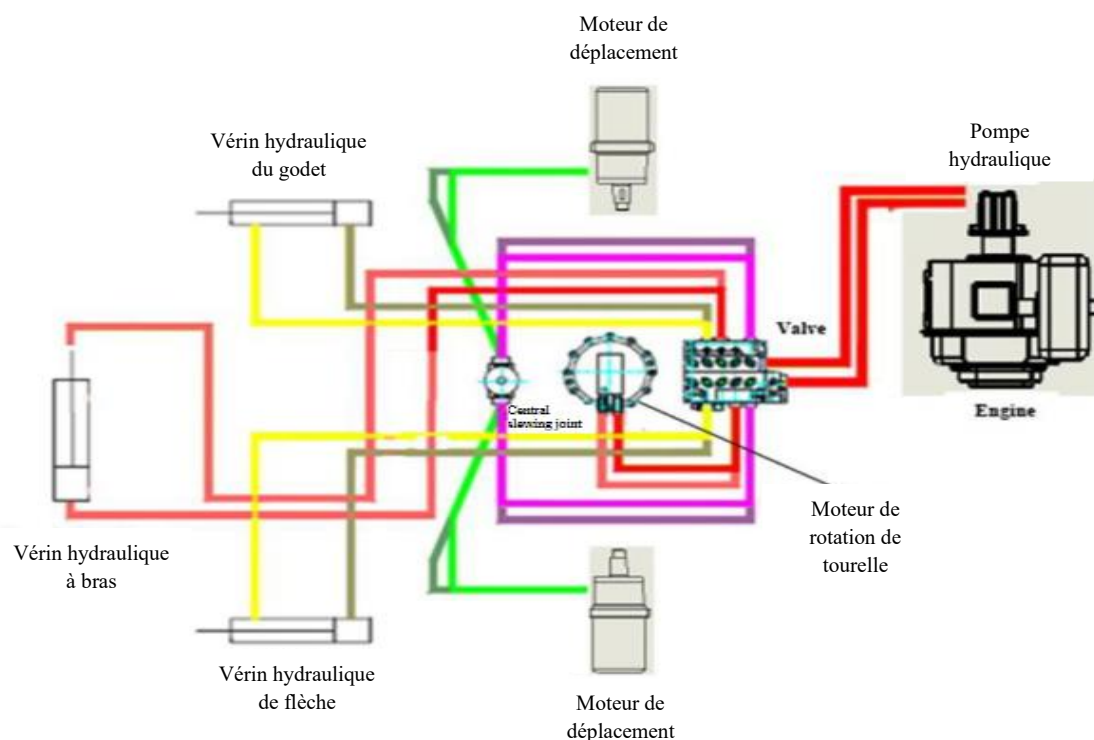 Moteur de
déplacement
Pompe
hydraulique
Vérin hydraulique
du godet
Valve
Engine
Central
slewing joint
Moteur de
rotation de
tourelle
Vérin hydraulique
à bras
Vérin hydraulique
de flèche
Moteur de
déplacement